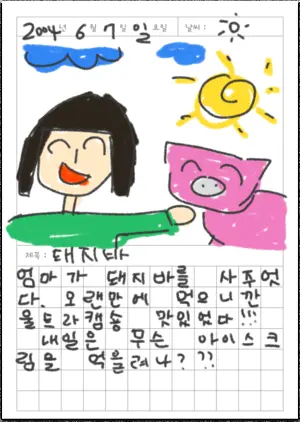 2004년 6월 7일 일요일 날씨:
제목: 돼지바
엄마가 돼지바를 사주엇
다. 오랜만에 먹으니깐
울트라캡숑 맛있었다!!!
내일은 무슨 아이스크
림을 먹을려나???